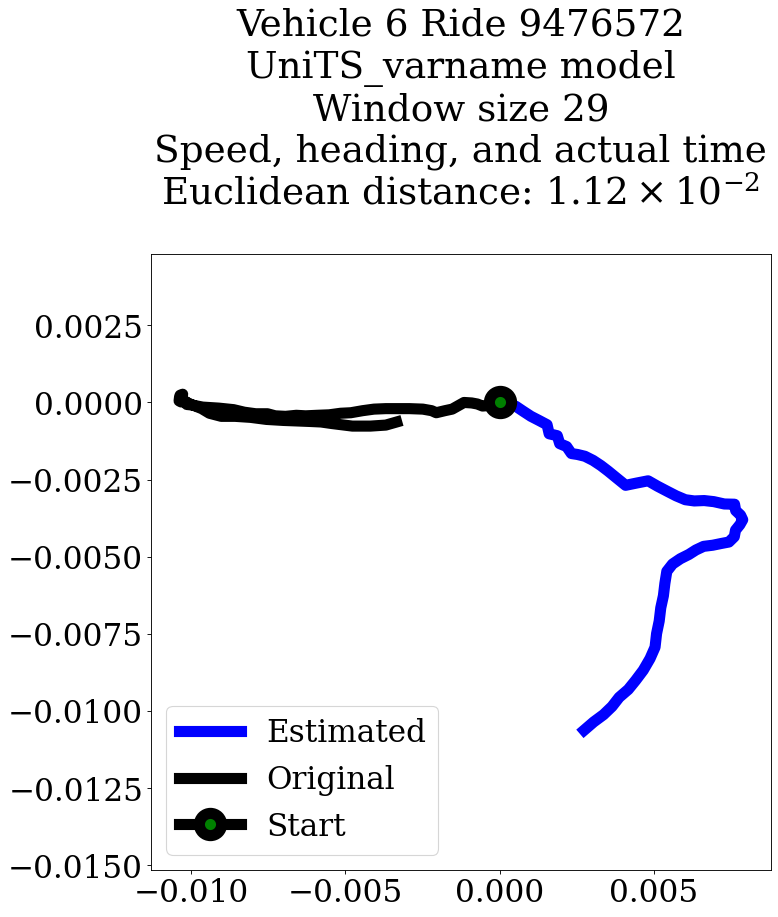 Vehicle 6 Ride 9476572
UniTS_varname model
Window size 29
Speed, heading, and actual time
Euclidean distance: 1.12 × 10⁻²
0.0025
0.0000
−0.0025
−0.0050
−0.0075
−0.0100
−0.0125
−0.0150
Estimated
Original
Start
−0.010
−0.005
0.000
0.005